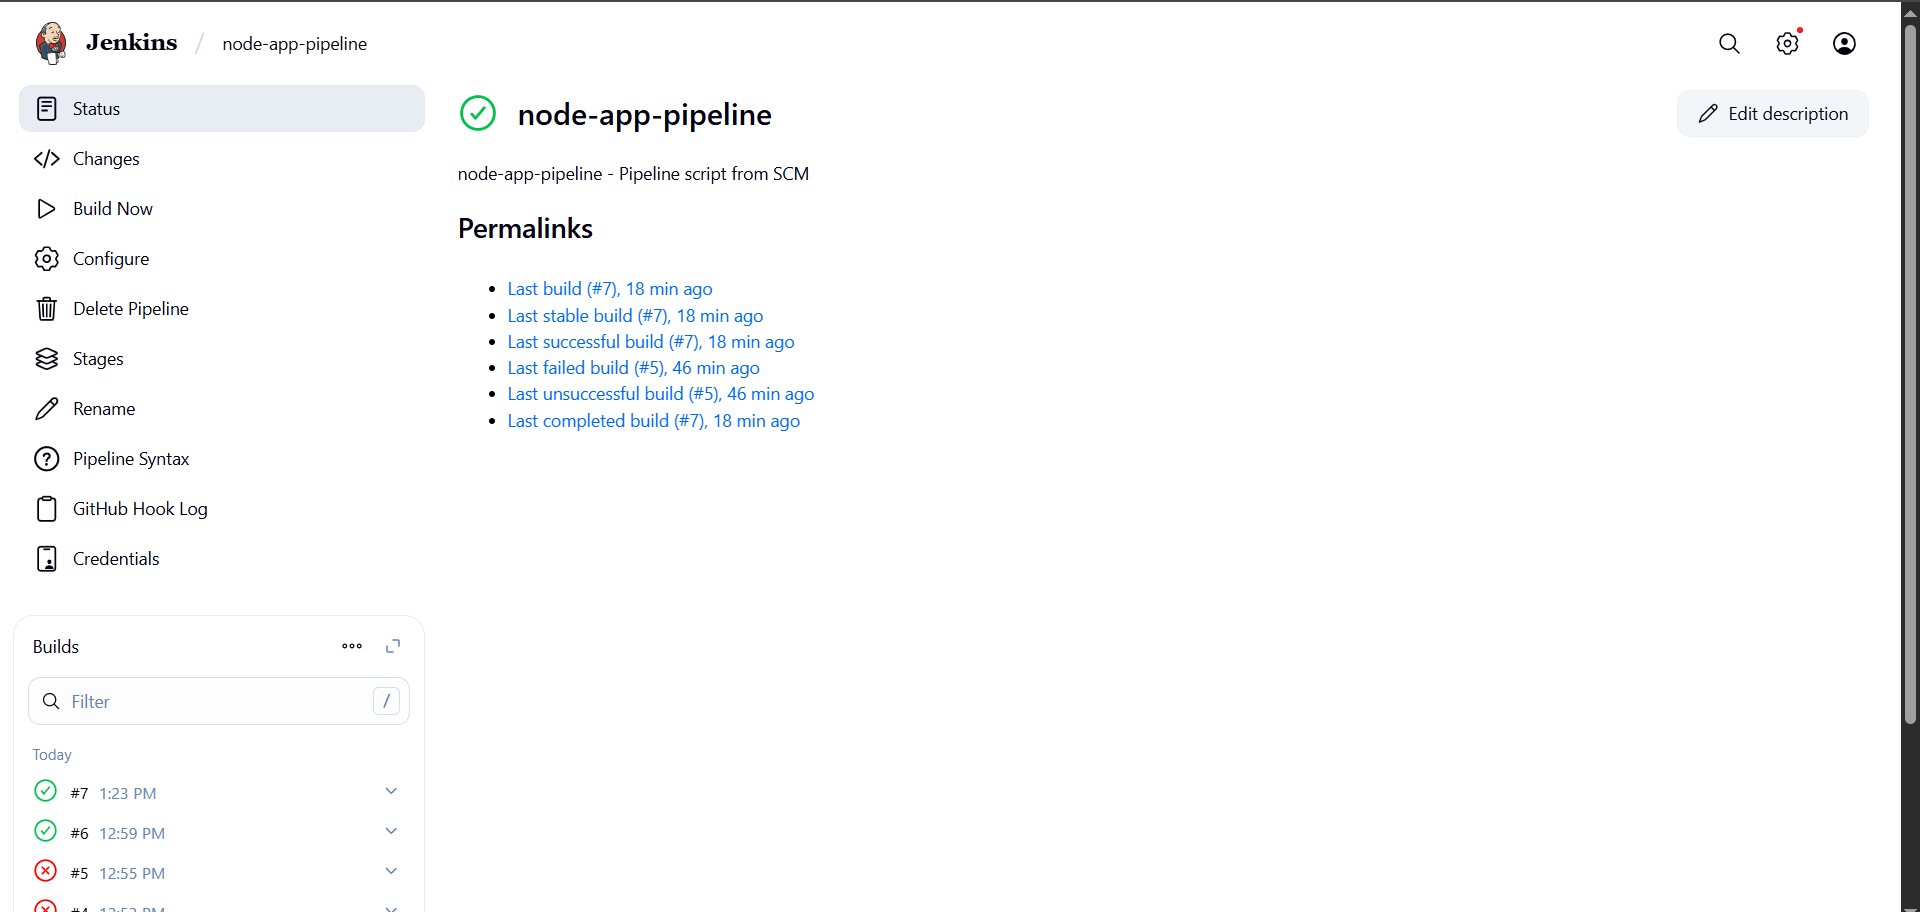 Jenkins / node-app-pipeline
Status
Changes
Build Now
Configure
Delete Pipeline
Stages
Rename
Pipeline Syntax
GitHub Hook Log
Credentials
Builds
Filter /
Today
#7 1:23 PM
#6 12:59 PM
#5 12:55 PM
node-app-pipeline
Edit description
node-app-pipeline - Pipeline script from SCM
Permalinks
Last build (#7), 18 min ago
Last stable build (#7), 18 min ago
Last successful build (#7), 18 min ago
Last failed build (#5), 46 min ago
Last unsuccessful build (#5), 46 min ago
Last completed build (#7), 18 min ago